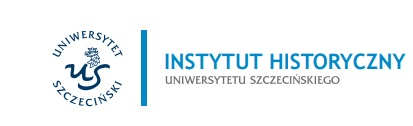 UNIWERSYTET
US
SZCZECIŃSKI
INSTYTUT HISTORYCZNY
UNIWERSYTETU SZCZECIŃSKIEGO